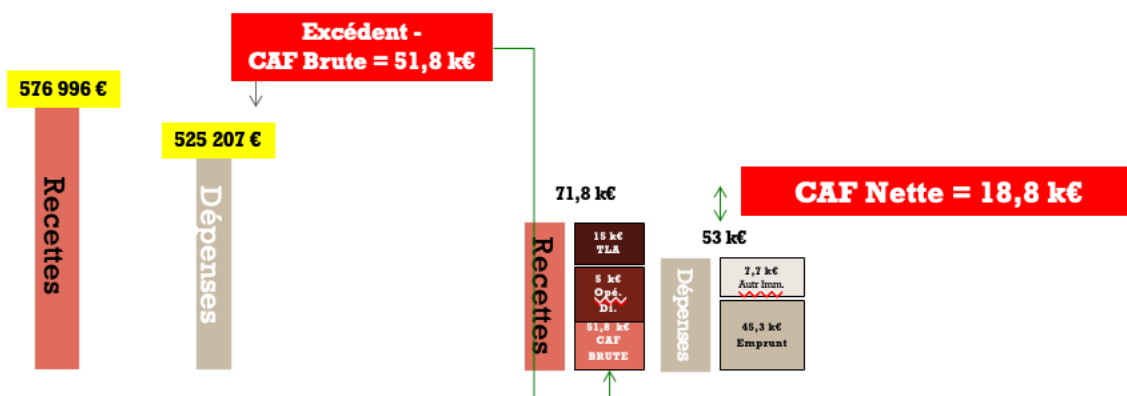 Excédent -
CAF Brute = 51,8 k€
576 996 €
525 207 €
Recettes
Dépenses
CAF Nette = 18,8 k€
71,8 k€
53 k€
Recettes
15 k€
TLA
5 k€
Opé.
Di.
51,8 k€
CAF
BRUTE
Dépenses
7,7 k€
Autr Imm.
45,3 k€
Emprunt